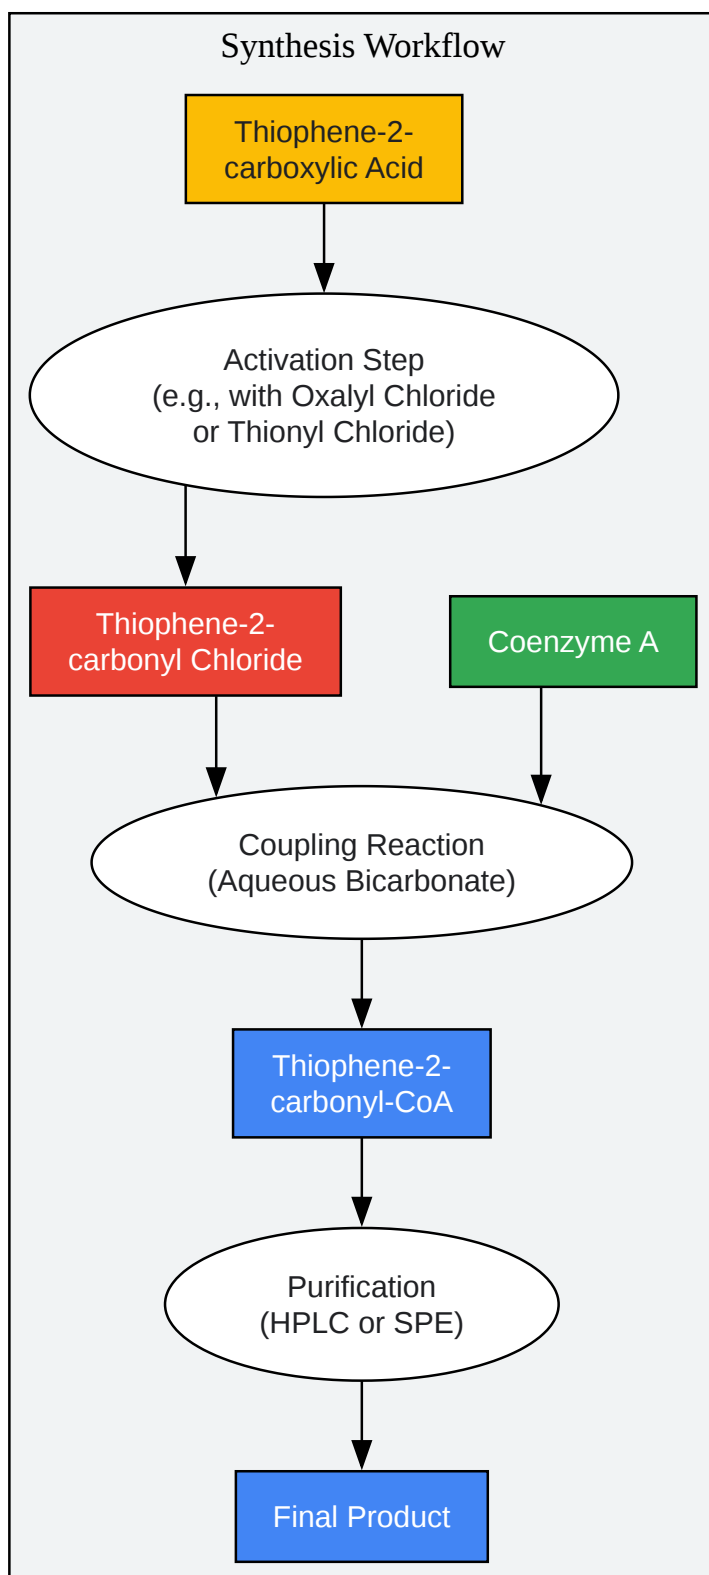 Synthesis Workflow
Thiophene-2-
carboxylic Acid
Activation Step
(e.g., with Oxalyl Chloride
or Thionyl Chloride)
Thiophene-2-
carbonyl Chloride
Coenzyme A
Coupling Reaction
(Aqueous Bicarbonate)
Thiophene-2-
carbonyl-CoA
Purification
(HPLC or SPE)
Final Product